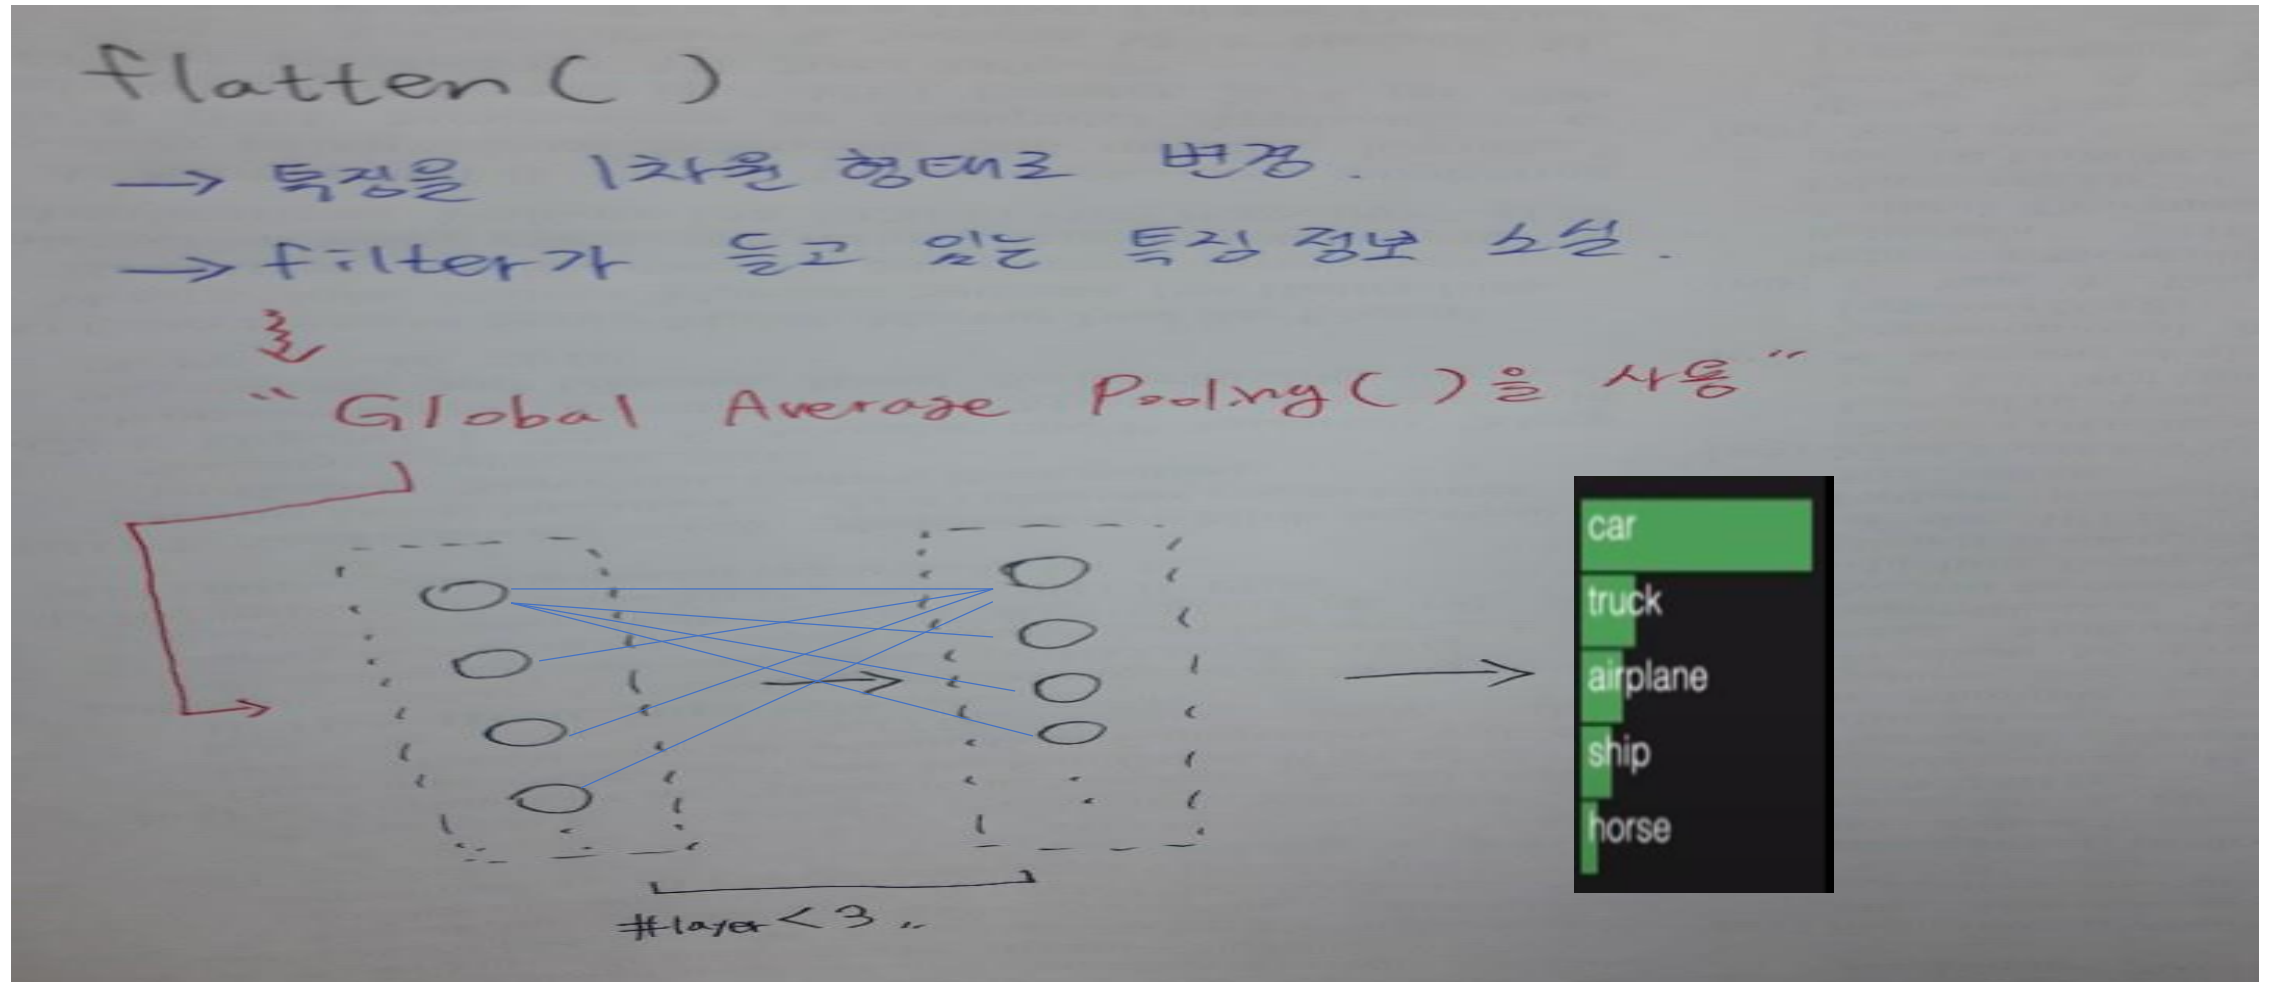 flatten ( )
→ 특징을 1차원 형태로 변경.
→ filter가 들고 있는 특징 정보 소실.
"Global Average Pooling( )을 사용"
car
truck
airplane
ship
horse
#layer < 3